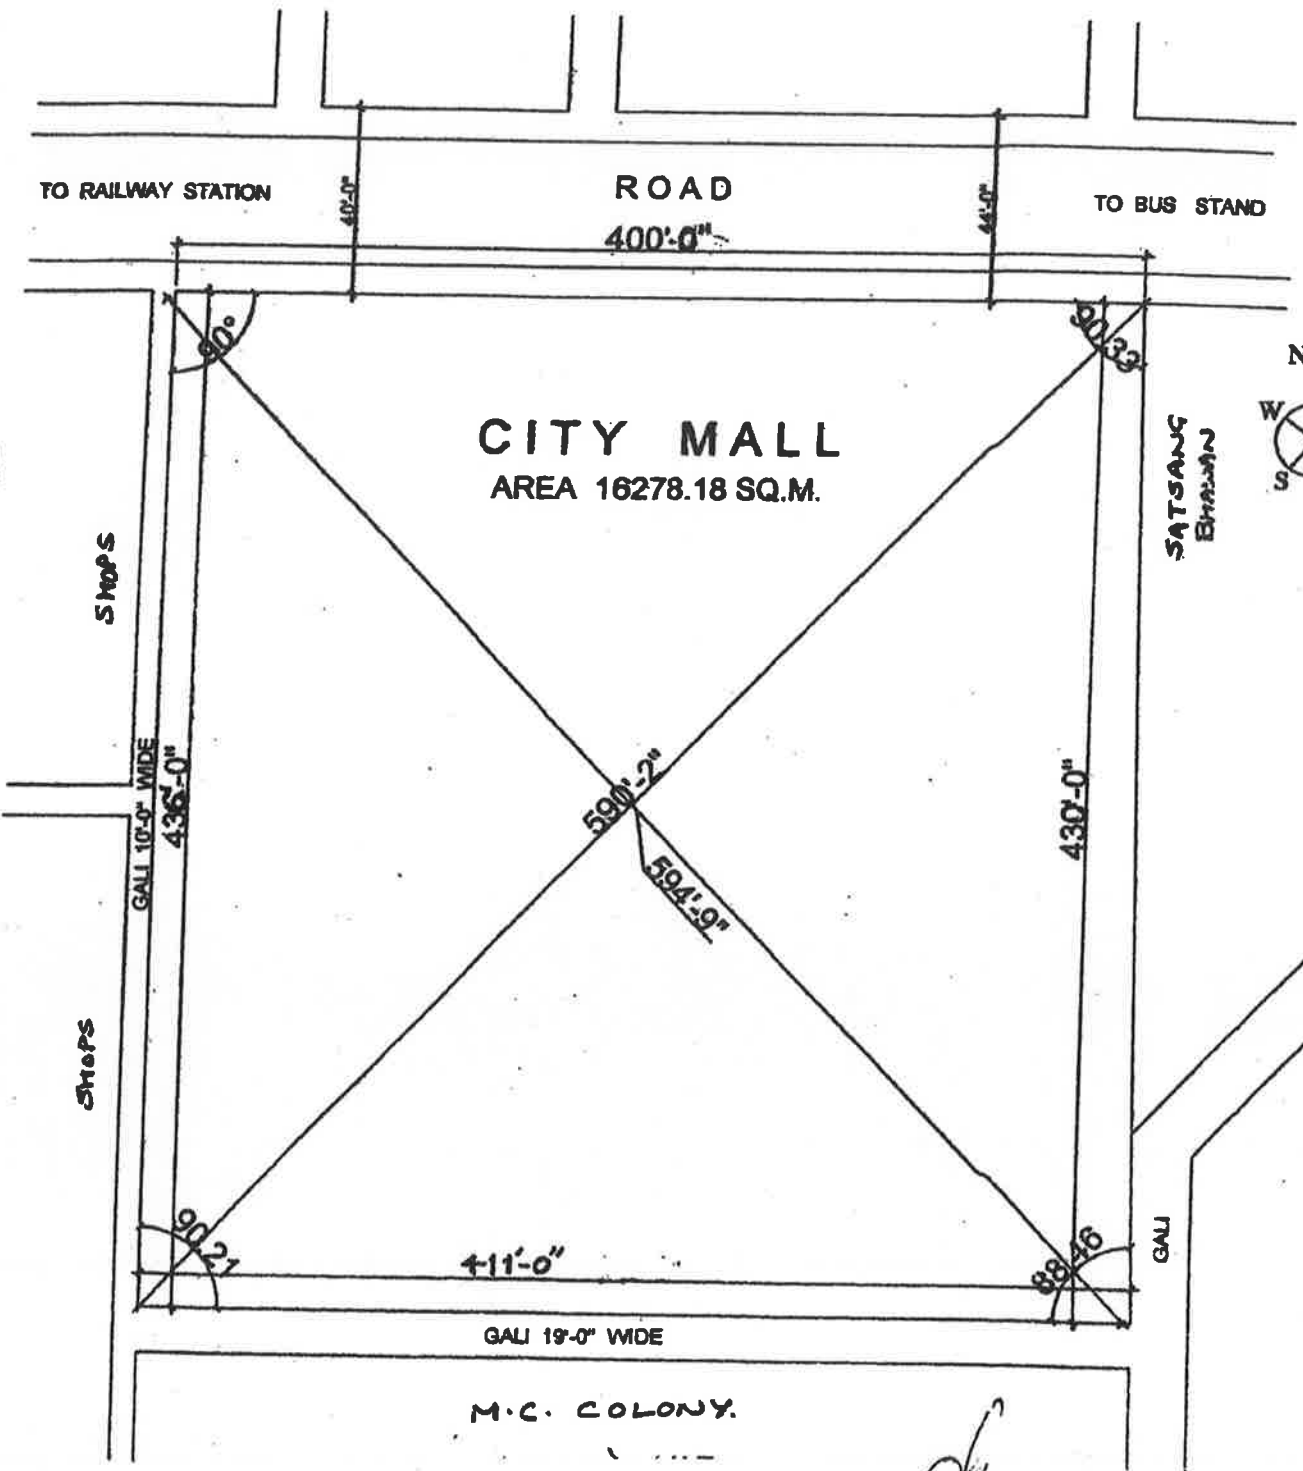 TO RAILWAY STATION
40'-0"
ROAD
44'-0"
TO BUS STAND
400'-0"
90°
90.33
N
W
S
CITY MALL
AREA 16278.18 SQ.M.
SATSANG
BHAWAN
SHOPS
GALI 10'-0" WIDE
436'-0"
590'-2"
594'-9"
430'-0"
SHOPS
90.21
411'-0"
88.46
GALI
GALI 19'-0" WIDE
M.C. COLONY.